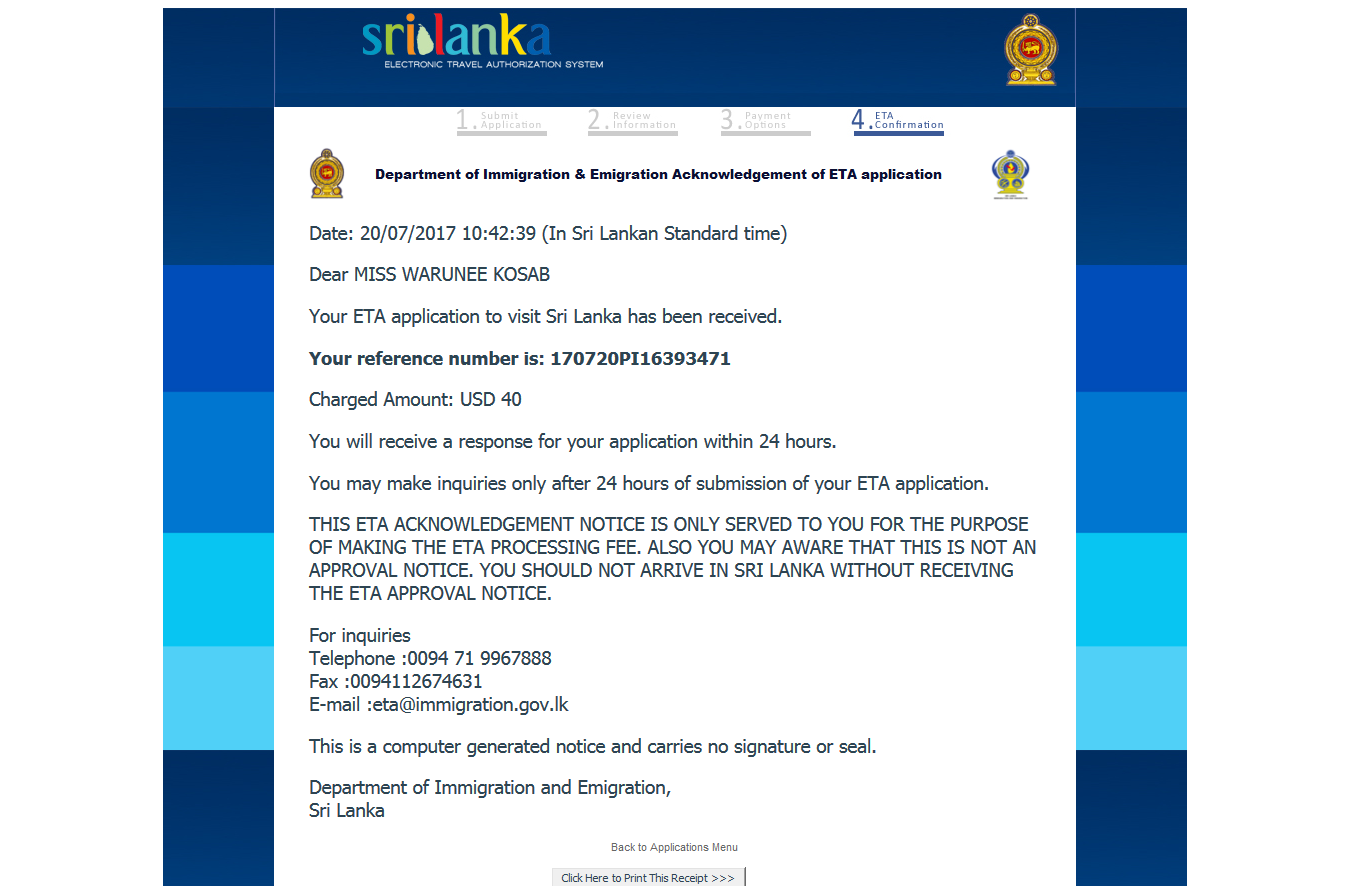 srilanka
ELECTRONIC TRAVEL AUTHORIZATION SYSTEM
1. Submit Application
2. Review Information
3. Payment Options
4. ETA Confirmation
Department of Immigration & Emigration Acknowledgement of ETA application
Date: 20/07/2017 10:42:39 (In Sri Lankan Standard time)
Dear MISS WARUNEE KOSAB
Your ETA application to visit Sri Lanka has been received.
Your reference number is: 170720PI16393471
Charged Amount: USD 40
You will receive a response for your application within 24 hours.
You may make inquiries only after 24 hours of submission of your ETA application.
THIS ETA ACKNOWLEDGEMENT NOTICE IS ONLY SERVED TO YOU FOR THE PURPOSE
OF MAKING THE ETA PROCESSING FEE. ALSO YOU MAY AWARE THAT THIS IS NOT AN
APPROVAL NOTICE. YOU SHOULD NOT ARRIVE IN SRI LANKA WITHOUT RECEIVING
THE ETA APPROVAL NOTICE.
For inquiries
Telephone :0094 71 9967888
Fax :0094112674631
E-mail :eta@immigration.gov.lk
This is a computer generated notice and carries no signature or seal.
Department of Immigration and Emigration,
Sri Lanka
Back to Applications Menu
Click Here to Print This Receipt >>>